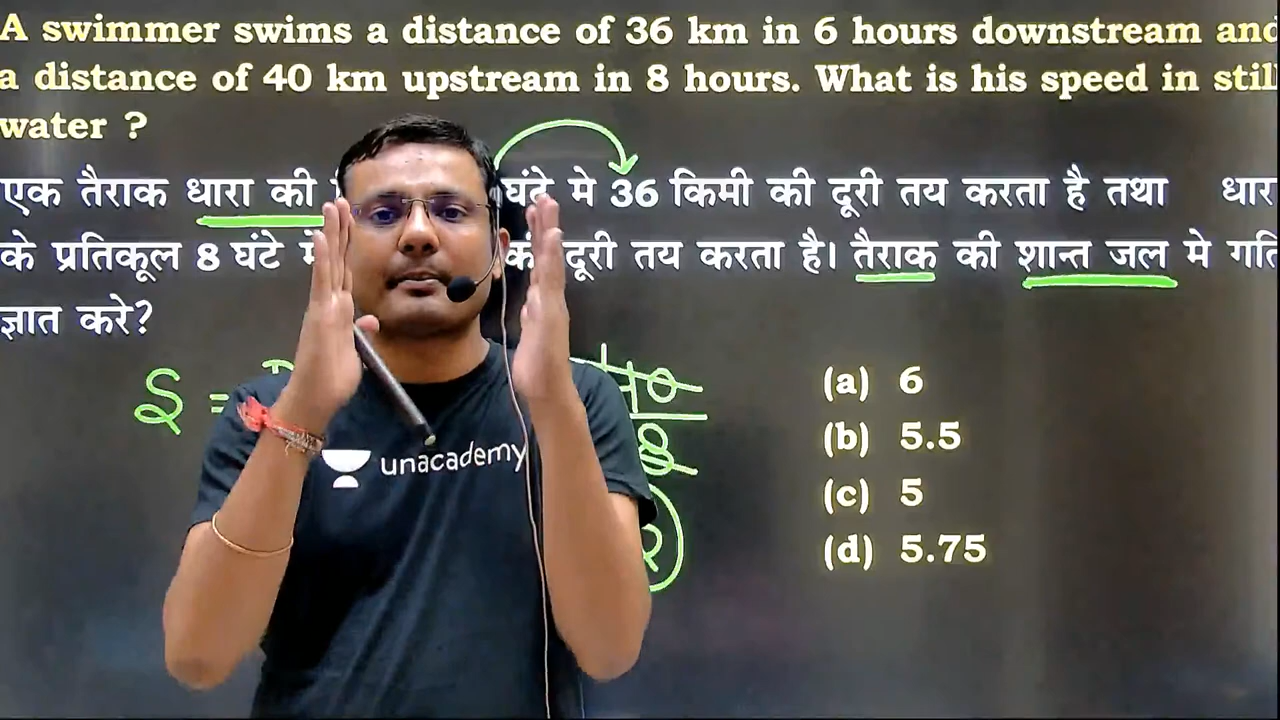 A swimmer swims a distance of 36 km in 6 hours downstream and
a distance of 40 km upstream in 8 hours. What is his speed in still
water ?
एक तैराक धारा की घंटे मे 36 किमी की दूरी तय करता है तथा धार
के प्रतिकूल 8 घंटे में दूरी तय करता है। तैराक की शान्त जल मे गति
ज्ञात करे?
S =
(a) 6
(b) 5.5
(c) 5
(d) 5.75
unacademy